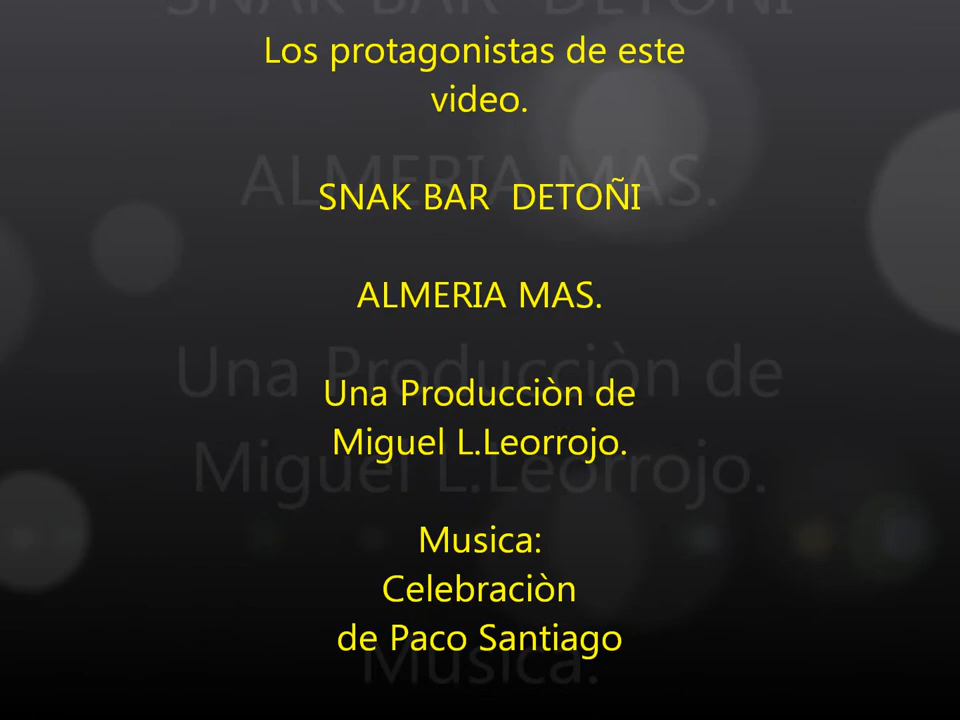 Los protagonistas de este
video.
SNAK BAR  DETOÑI
ALMERIA MAS.
Una Producciòn de
Miguel L.Leorrojo.
Musica:
Celebraciòn
de Paco Santiago